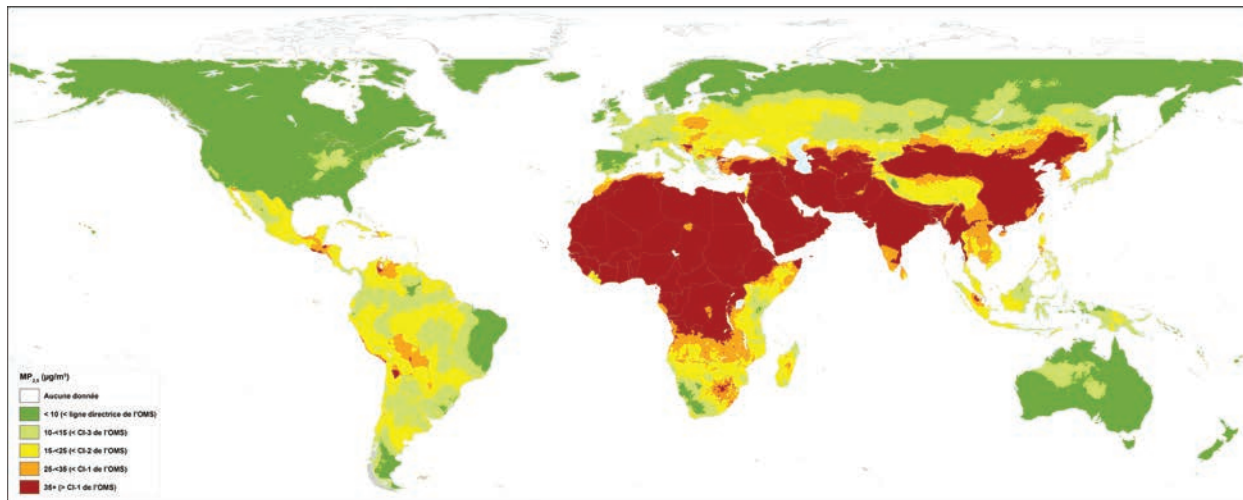 MP2,5 (µg/m³)
Aucune donnée
< 10 (< ligne directrice de l'OMS)
10-<15 (< CI-3 de l'OMS)
15-<25 (< CI-2 de l'OMS)
25-<35 (< CI-1 de l'OMS)
35+ (> CI-1 de l'OMS)